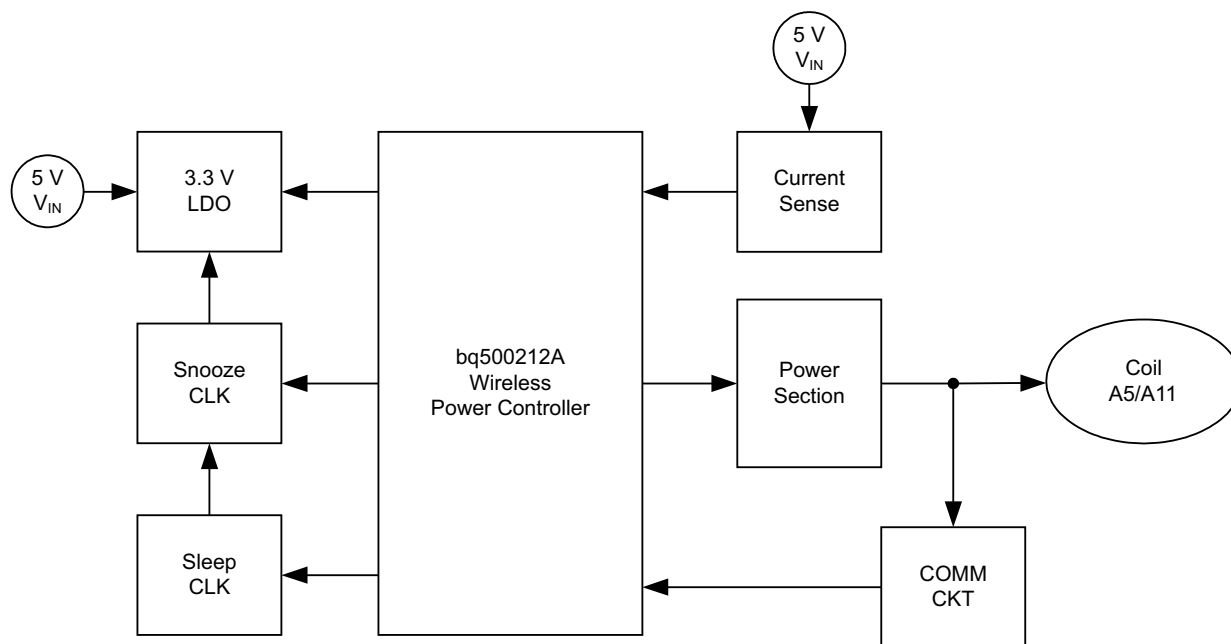 5 V
VIN
5 V
VIN
3.3 V
LDO
Current
Sense
Snooze
CLK
bq500212A
Wireless
Power Controller
Power
Section
Coil
A5/A11
Sleep
CLK
COMM
CKT